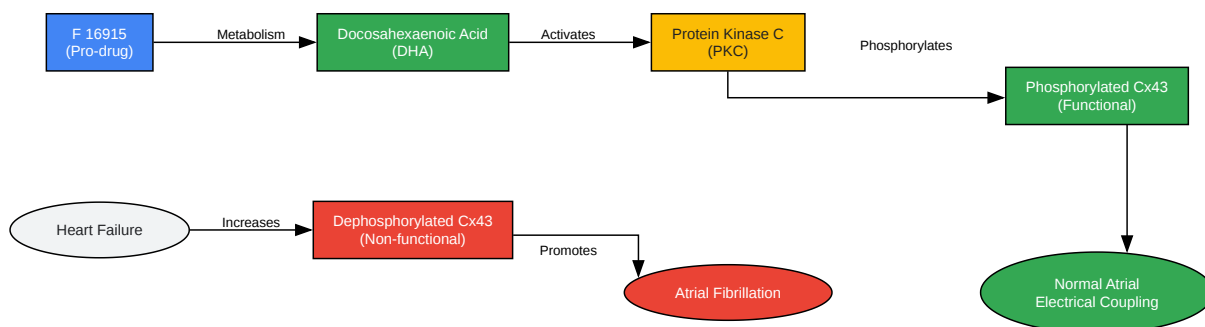 F 16915
(Pro-drug)
Metabolism
Docosahexaenoic Acid
(DHA)
Activates
Protein Kinase C
(PKC)
Phosphorylates
Phosphorylated Cx43
(Functional)
Heart Failure
Increases
Dephosphorylated Cx43
(Non-functional)
Promotes
Atrial Fibrillation
Normal Atrial
Electrical Coupling